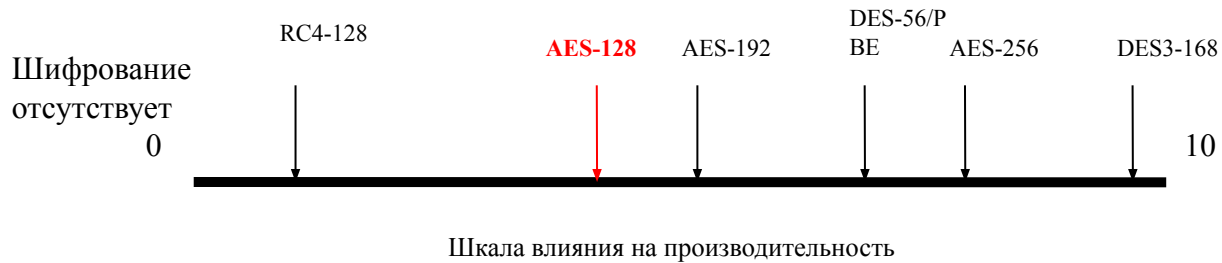 RC4-128
AES-128
AES-192
DES-56/P
BE
AES-256
DES3-168
Шифрование
отсутствует
0
10
Шкала влияния на производительность